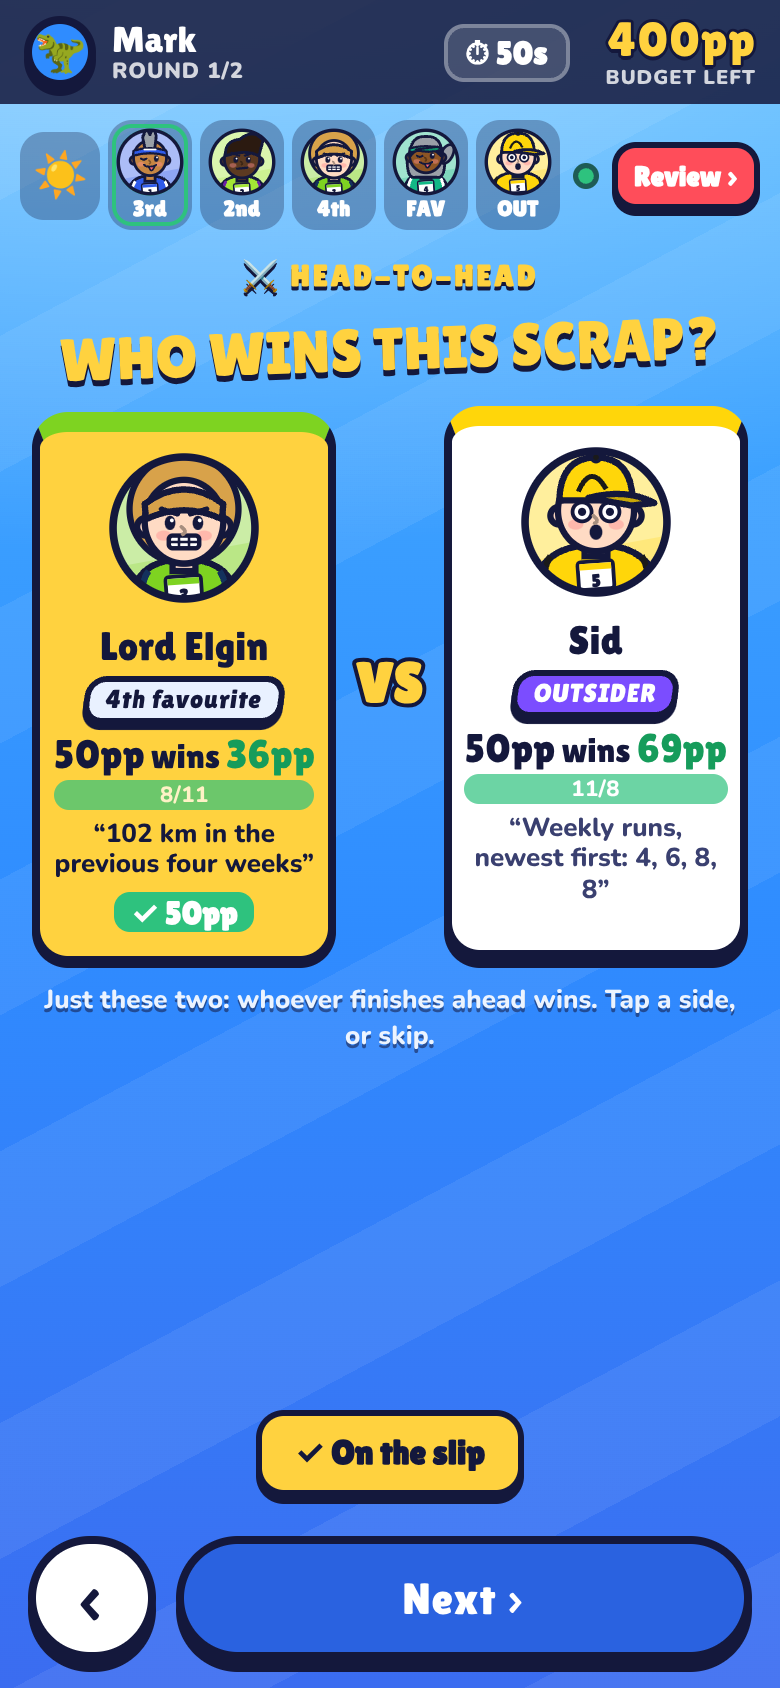 Mark
ROUND 1/2
50s
400pp
BUDGET LEFT
3rd
2nd
4th
FAV
OUT
Review ›
HEAD-TO-HEAD
WHO WINS THIS SCRAP?
Lord Elgin
4th favourite
50pp wins 36pp
8/11
“102 km in the
previous four weeks”
✓ 50pp
VS
5
Sid
OUTSIDER
50pp wins 69pp
11/8
“Weekly runs,
newest first: 4, 6, 8,
8”
Just these two: whoever finishes ahead wins. Tap a side,
or skip.
✓ On the slip
‹
Next ›